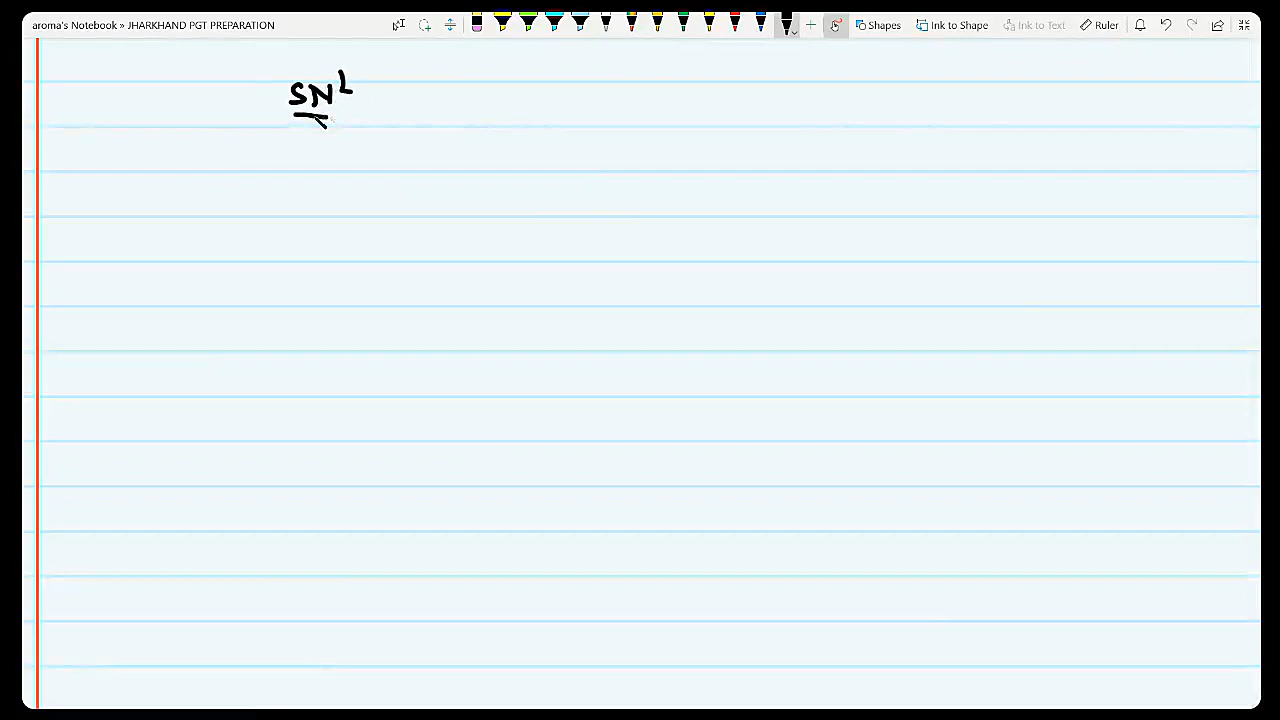 aroma's Notebook » JHARKHAND PGT PREPARATION Shapes Ink to Shape Ink to Text Ruler
SN¹